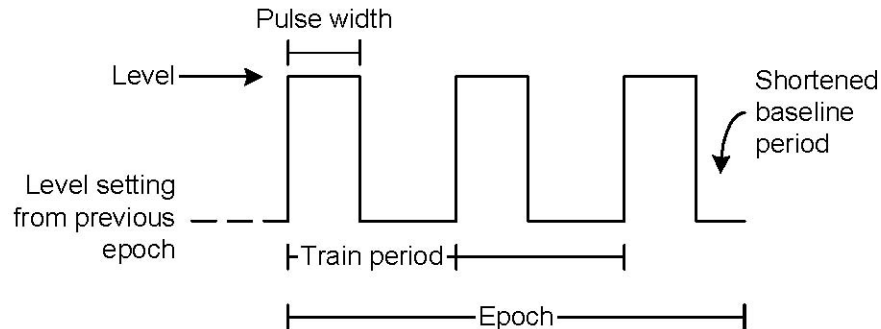 Pulse width
Level
Shortened
baseline
period
Level setting
from previous
epoch
Train period
Epoch